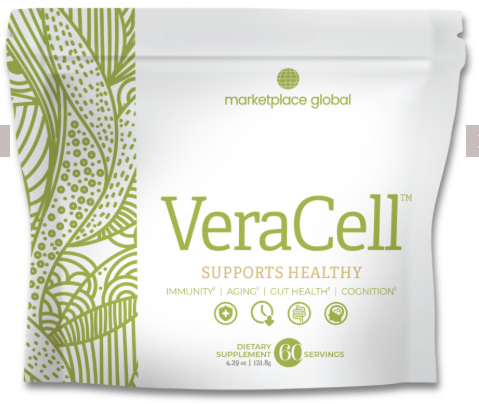 marketplace global
VeraCell™
SUPPORTS HEALTHY
IMMUNITY‡ | AGING‡ | GUT HEALTH‡ | COGNITION‡
DIETARY
SUPPLEMENT 60 SERVINGS
4.29 oz | 121.8g